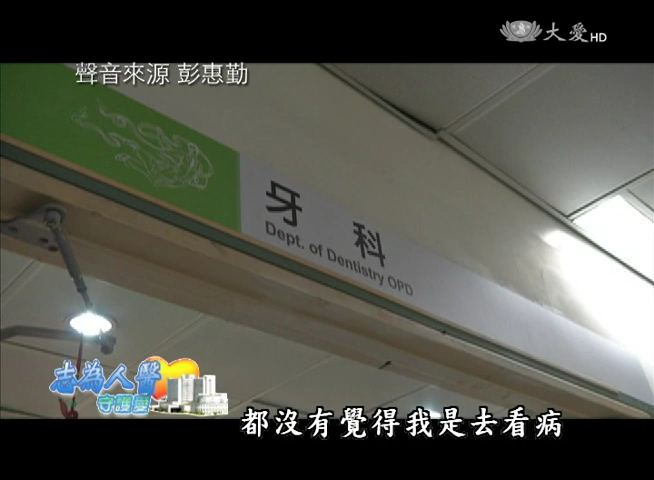 大愛HD
聲音來源 彭惠勤
牙科
Dept. of Dentistry OPD
志為人醫
守護愛
都沒有覺得我是去看病